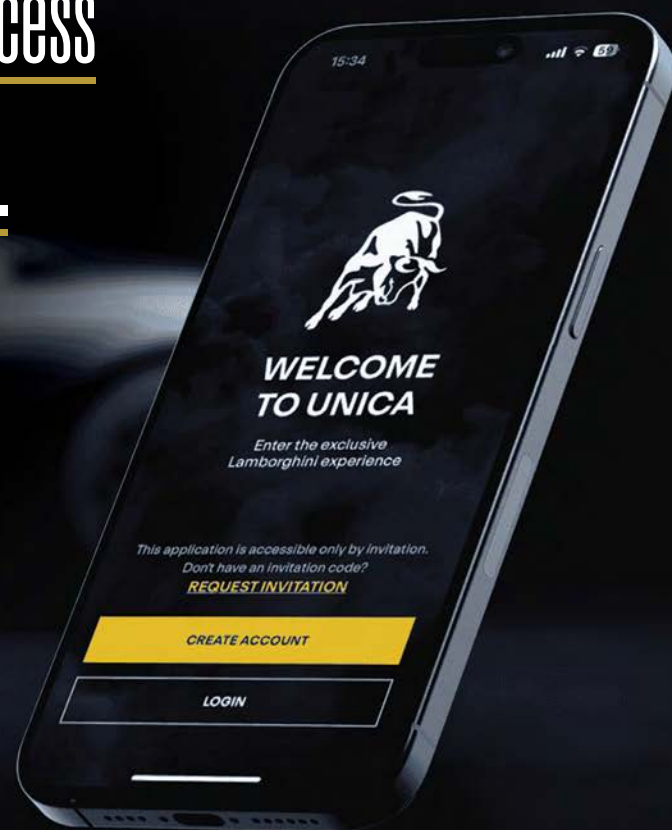 cess
15:34
59
WELCOME
TO UNICA
Enter the exclusive
Lamborghini experience
This application is accessible only by invitation.
Don't have an invitation code?
REQUEST INVITATION
CREATE ACCOUNT
LOGIN